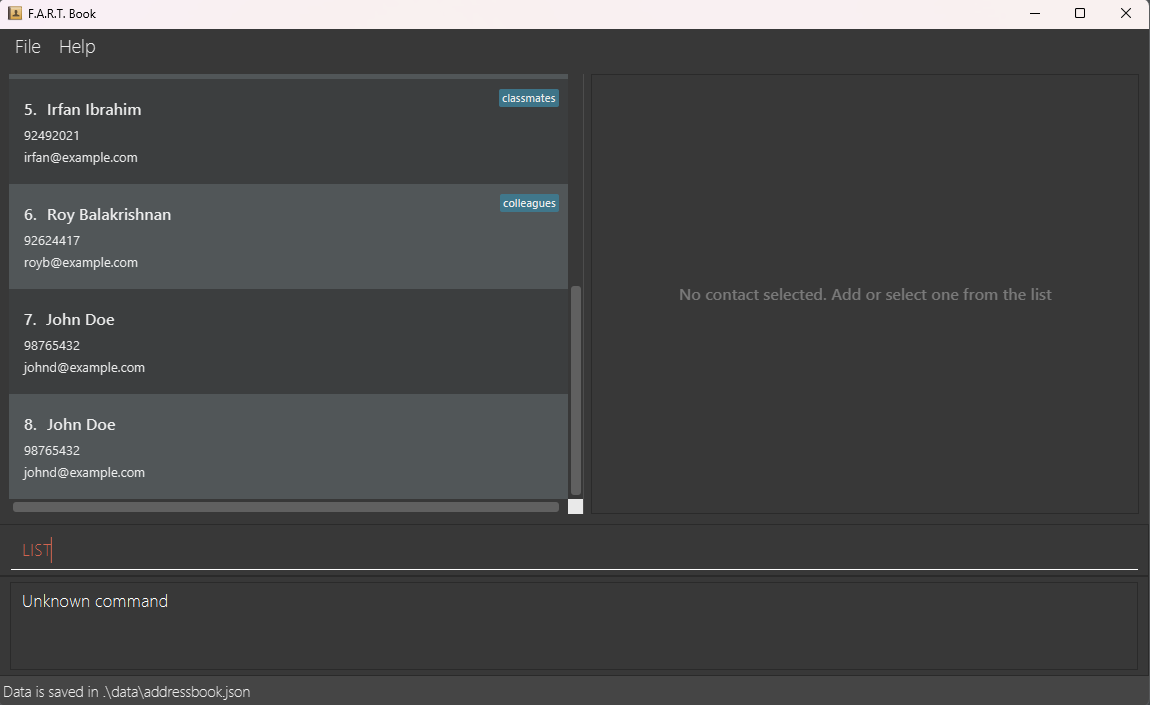 F.A.R.T. Book
File Help
5. Irfan Ibrahim
classmates
92492021
irfan@example.com
6. Roy Balakrishnan
colleagues
92624417
royb@example.com
7. John Doe
98765432
johnd@example.com
8. John Doe
98765432
johnd@example.com
No contact selected. Add or select one from the list
LIST
Unknown command
Data is saved in .\data\addressbook.json